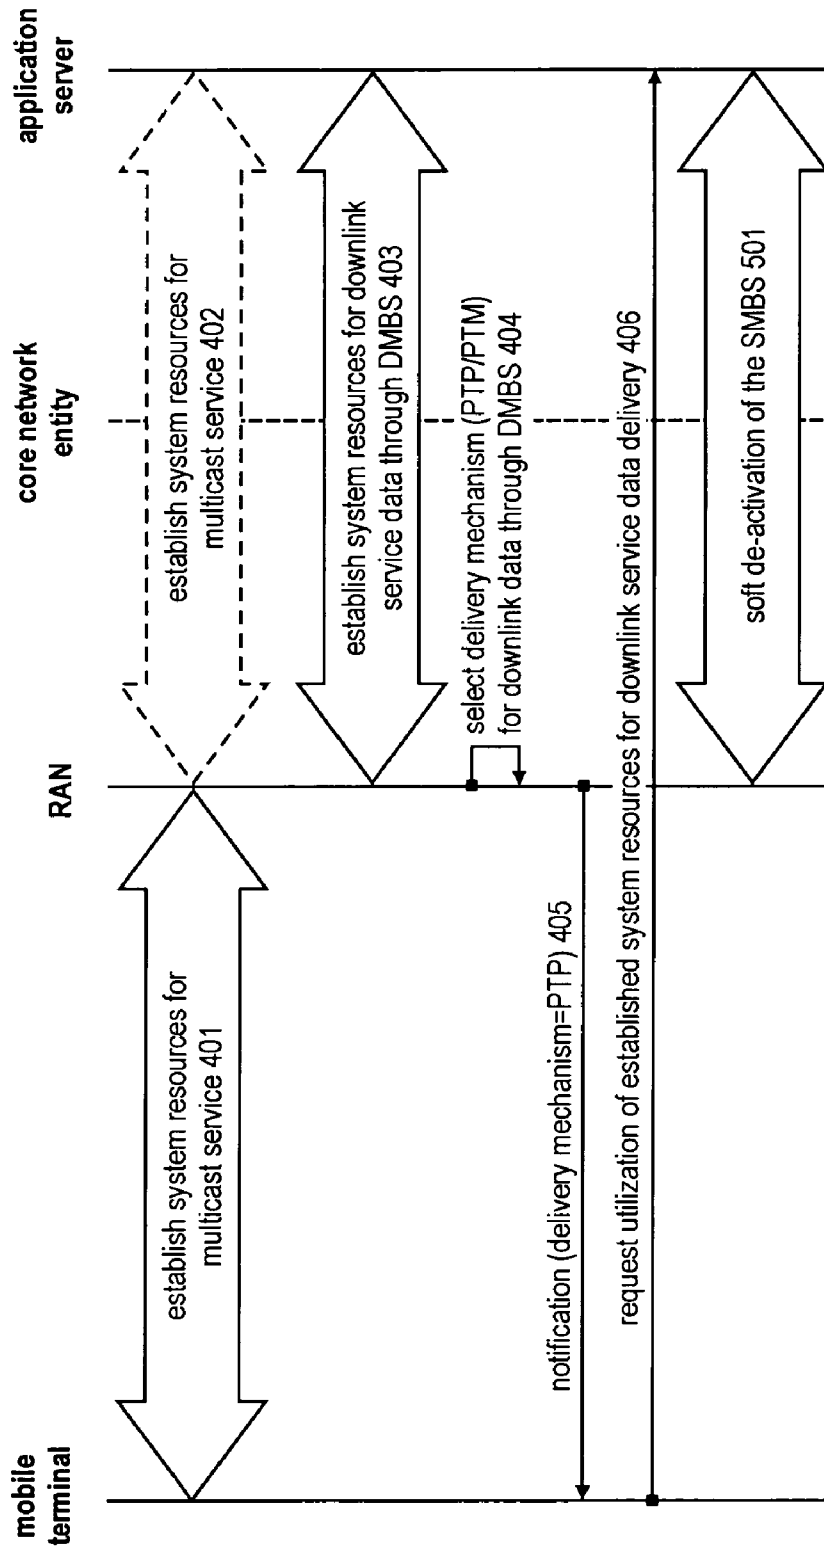 mobile
terminal
RAN
core network
entity
application
server
establish system resources for
multicast service 401
establish system resources for
multicast service 402
establish system resources for downlink
service data through DMBS 403
select delivery mechanism (PTP/PTM)
for downlink data through DMBS 404
notification (delivery mechanism=PTP) 405
request utilization of established system resources for downlink service data delivery 406
soft de-activation of the SMBS 501